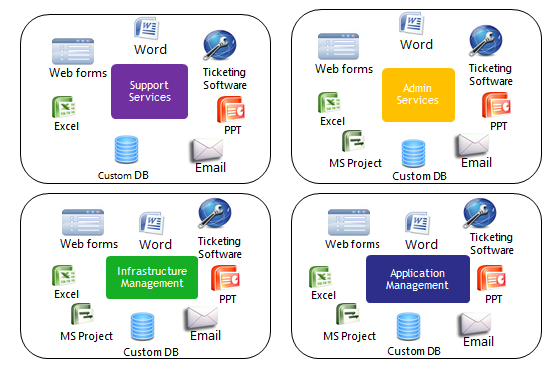 Word
Web forms
Ticketing
Software
Support
Services
Excel
PPT
Custom DB
Email
Word
Web forms
Ticketing
Software
Admin
Services
Excel
PPT
MS Project
Custom DB
Email
Web forms
Word
Ticketing
Software
Infrastructure
Management
Excel
PPT
MS Project
Custom DB
Email
Web forms
Word
Ticketing
Software
Application
Management
Excel
PPT
MS Project
Custom DB
Email